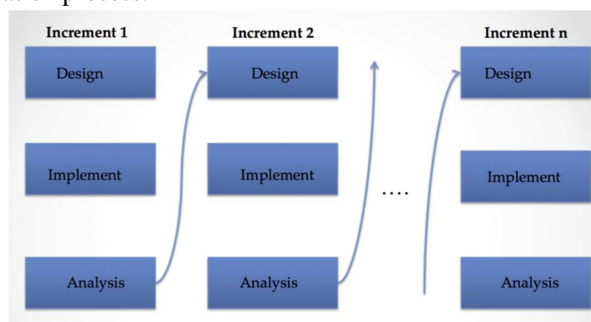 Increment 1 Increment 2 Increment n
Design Design Design
Implement Implement Implement
....
Analysis Analysis Analysis